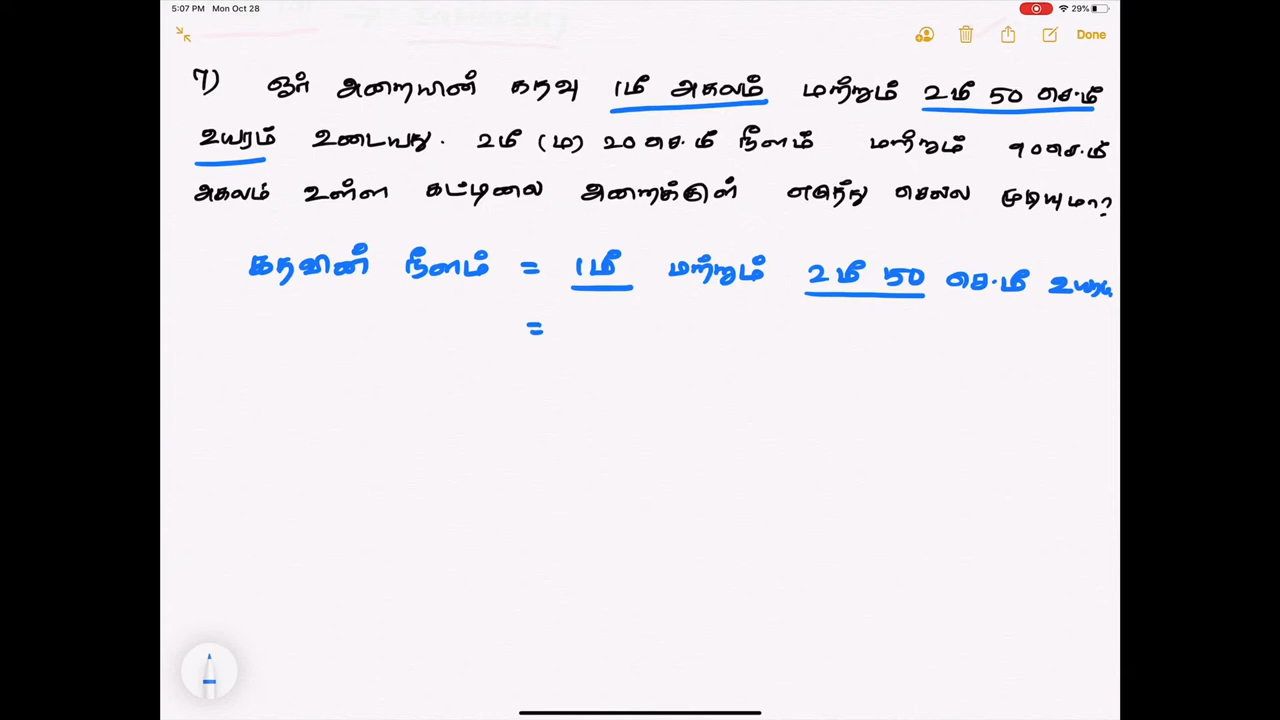 5:07 PM Mon Oct 28
29%
Done
7) ஓர் அறையின் கதவு 1மீ அகலம் மற்றும் 2மீ 50 செ.மீ
உயரம் உடையது. 2மீ (ம) 20 செ.மீ நீளம் மற்றும் 90செ.மீ
அகலம் உள்ள கட்டிலை அறைக்குள் எடுத்து செல்ல முடியுமா?
கதவின் நீளம் = 1மீ மற்றும் 2மீ 50 செ.மீ
=